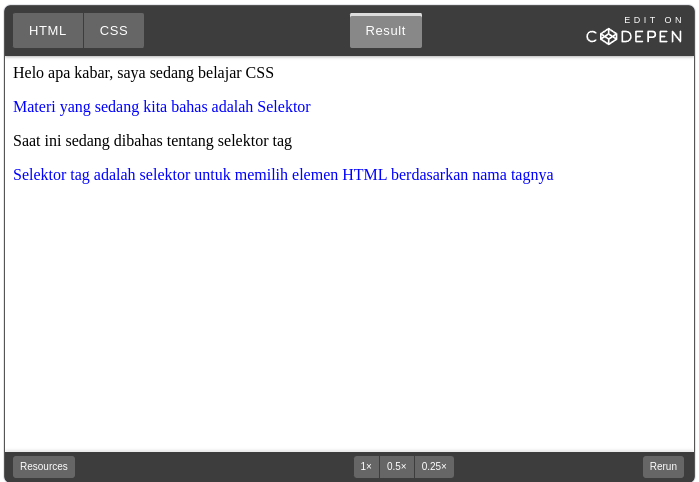 HTML CSS Result EDIT ON
CODEPEN
Helo apa kabar, saya sedang belajar CSS
Materi yang sedang kita bahas adalah Selektor
Saat ini sedang dibahas tentang selektor tag
Selektor tag adalah selektor untuk memilih elemen HTML berdasarkan nama tagnya
Resources 1× 0.5× 0.25× Rerun